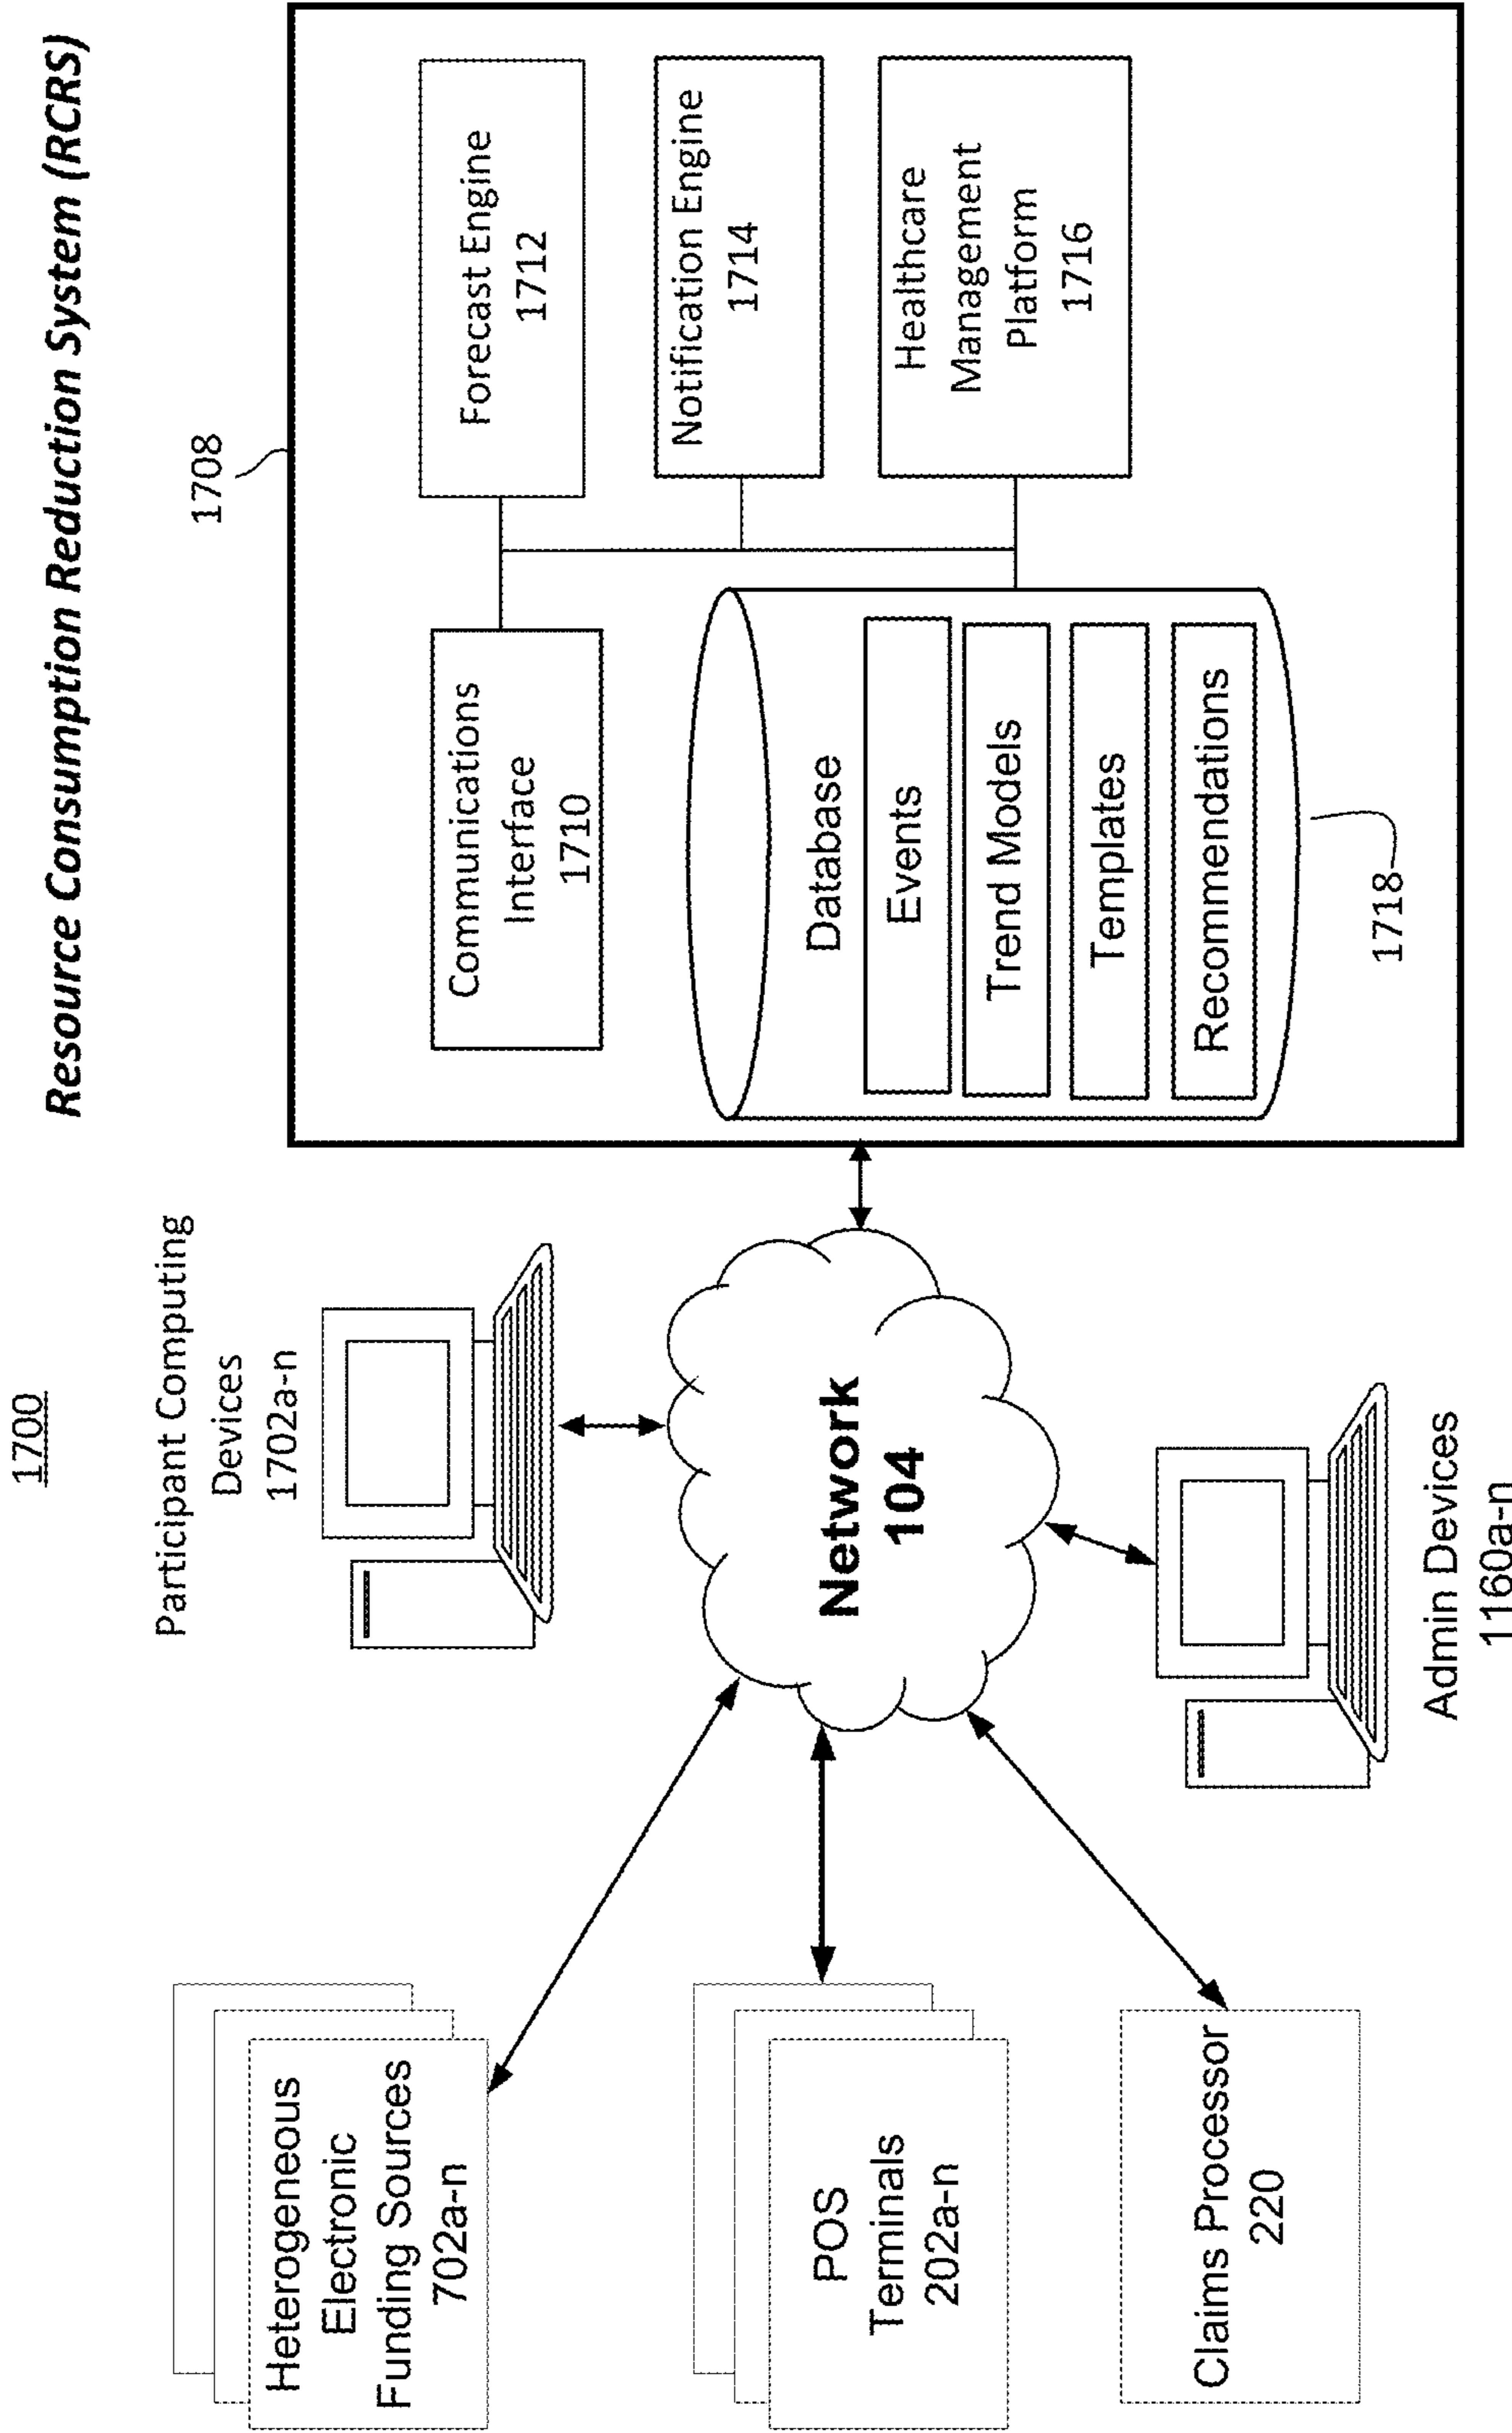 1700
Resource Consumption Reduction System (RCRS)
Participant Computing
Devices
1702a-n
1708
Heterogeneous
Electronic
Funding Sources
702a-n
POS
Terminals
202a-n
Claims Processor
220
Network
104
Admin Devices
1160a-n
Communications
Interface
1710
Forecast Engine
1712
Notification Engine
1714
Healthcare
Management
Platform
1716
Database
Events
Trend Models
Templates
Recommendations
1718